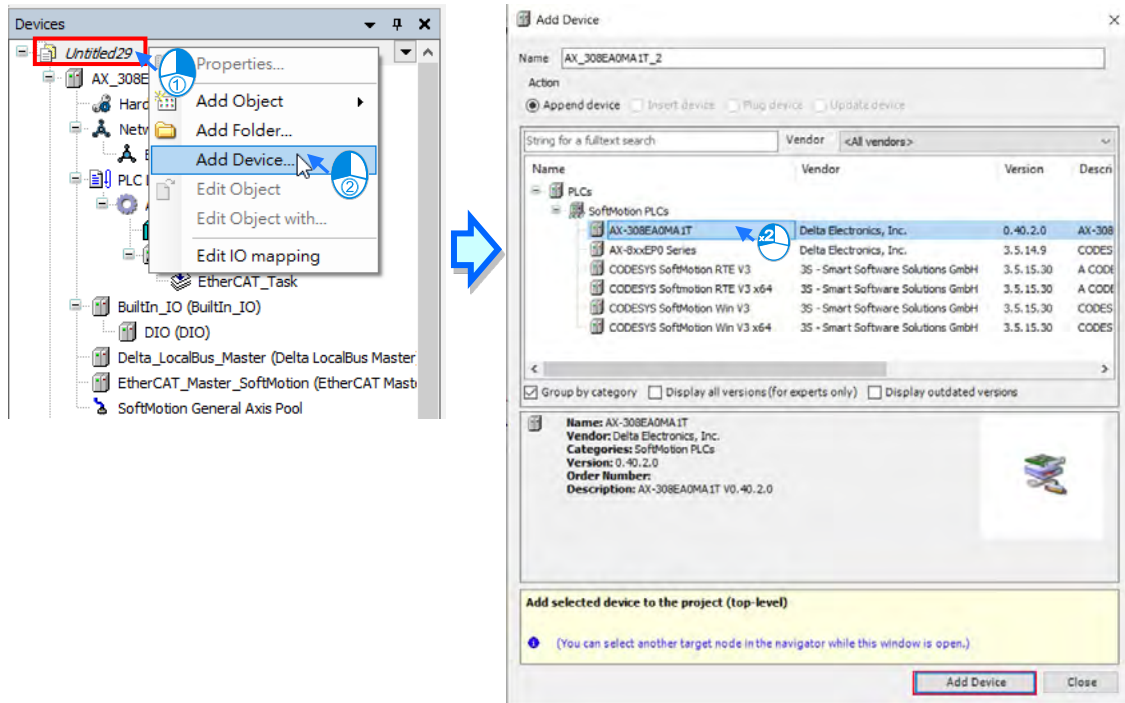 Devices
Untitled29
Properties...
AX_308E
Add Object
Hard
Add Folder...
Netw
Add Device...
E
PLC L
Edit Object
Edit Object with...
Edit IO mapping
EtherCAT_Task
BuiltIn_IO (BuiltIn_IO)
DIO (DIO)
Delta_LocalBus_Master (Delta LocalBus Master
EtherCAT_Master_SoftMotion (EtherCAT Maste
SoftMotion General Axis Pool
1
2
Add Device
Name AX_308EA0MA1T_2
Action
Append device Insert device Plug device Update device
String for a fulltext search Vendor <All vendors>
Name Vendor Version Descri
PLCs
SoftMotion PLCs
AX-308EA0MA1T Delta Electronics, Inc. 0.40.2.0 AX-308
x2
AX-8xxEP0 Series Delta Electronics, Inc. 3.5.14.9 CODES
CODESYS SoftMotion RTE V3 3S - Smart Software Solutions GmbH 3.5.15.30 A CODE
CODESYS SoftMotion RTE V3 x64 3S - Smart Software Solutions GmbH 3.5.15.30 A CODE
CODESYS SoftMotion Win V3 3S - Smart Software Solutions GmbH 3.5.15.30 CODES
CODESYS SoftMotion Win V3 x64 3S - Smart Software Solutions GmbH 3.5.15.30 CODES
Group by category Display all versions (for experts only) Display outdated versions
Name: AX-308EA0MA1T
Vendor: Delta Electronics, Inc.
Categories: SoftMotion PLCs
Version: 0.40.2.0
Order Number:
Description: AX-308EA0MA1T V0.40.2.0
Add selected device to the project (top-level)
(You can select another target node in the navigator while this window is open.)
Add Device Close